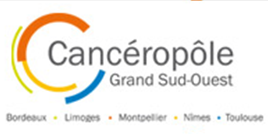 Cancéropôle
Grand Sud-Ouest
Bordeaux • Limoges • Montpellier • Nîmes • Toulouse